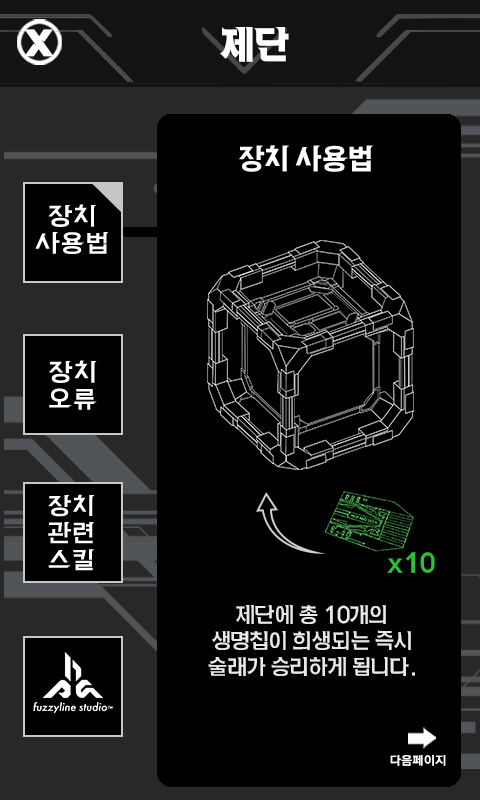 X
제단
장치 사용법
장치
사용법
장치
오류
장치
관련
스킬
fuzzyline studio™
x10
제단에 총 10개의
생명칩이 희생되는 즉시
술래가 승리하게 됩니다.
다음페이지